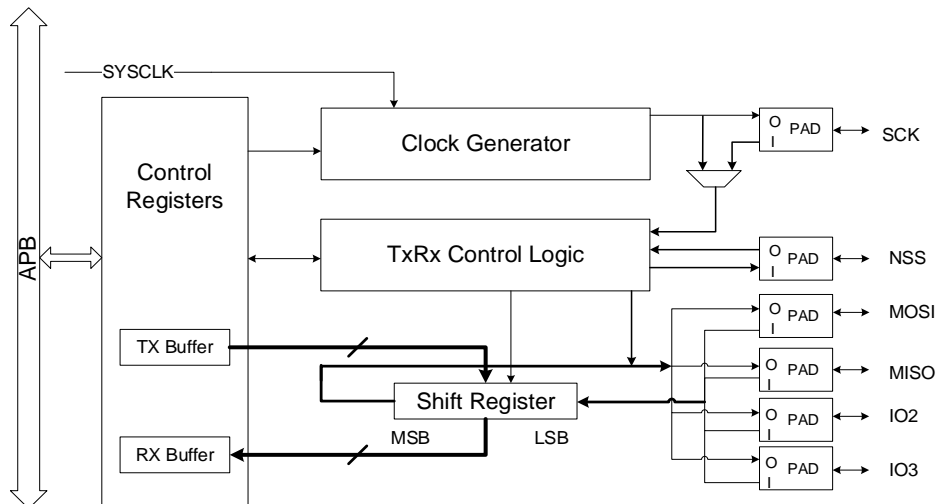 SYSCLK
APB
Control
Registers
Clock Generator
TxRx Control Logic
TX Buffer
RX Buffer
Shift Register
MSB
LSB
O
I
PAD
SCK
O
I
PAD
NSS
O
I
PAD
MOSI
O
I
PAD
MISO
O
I
PAD
IO2
O
I
PAD
IO3